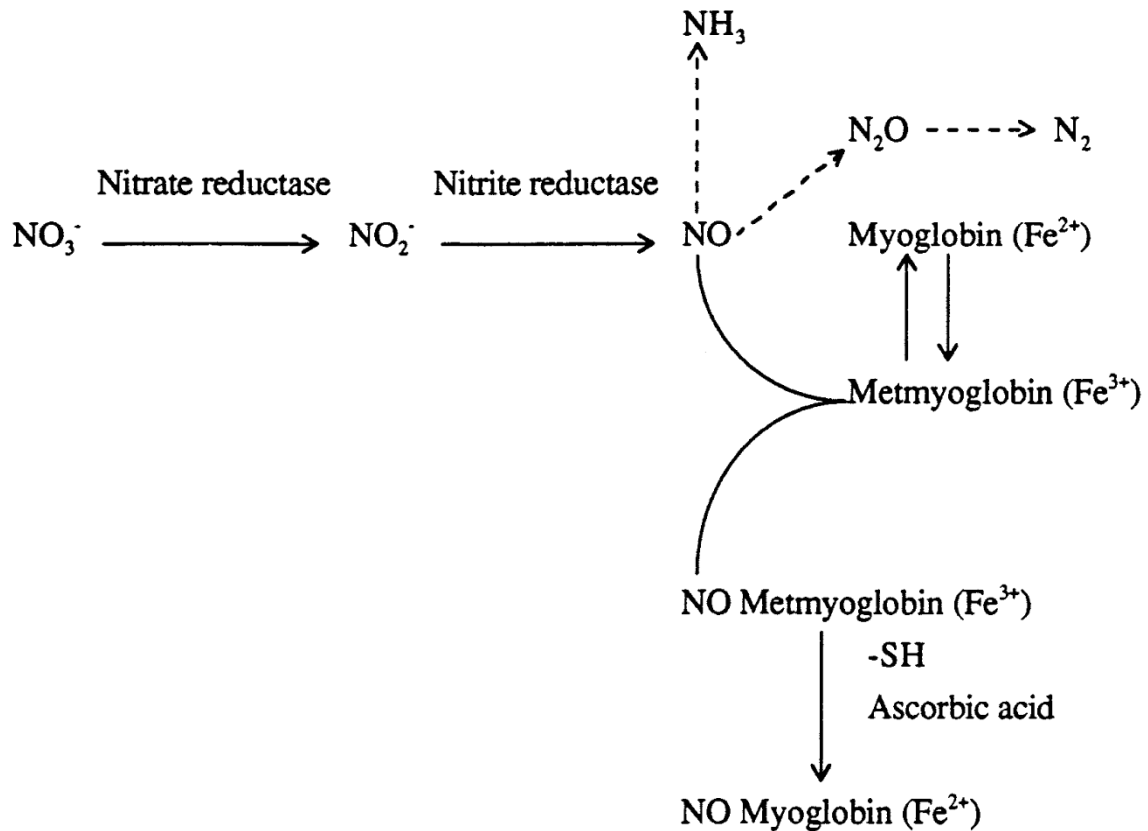 NH₃
N₂O N₂
Nitrate reductase Nitrite reductase
NO₃⁻ NO₂⁻ NO Myoglobin (Fe²⁺)
Metmyoglobin (Fe³⁺)
NO Metmyoglobin (Fe³⁺)
-SH
Ascorbic acid
NO Myoglobin (Fe²⁺)